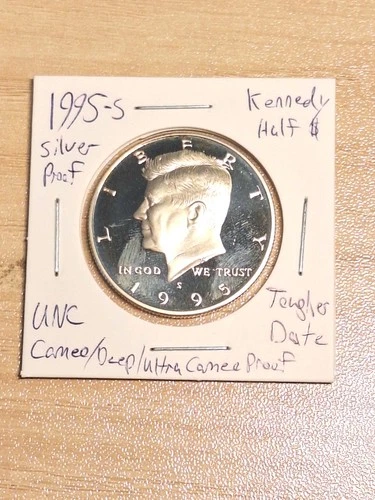 1995-S
Silver
Proof
Kennedy
Half $
LIBERTY
IN GOD WE TRUST
S
1995
UNC
Cameo/Deep/Ultra Cameo Proof
Tougher
Date